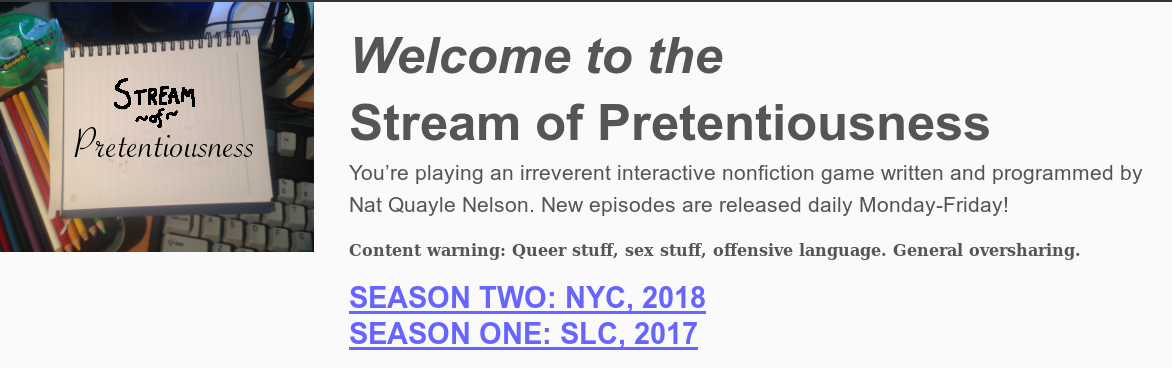 Scotch
STREAM
~of~
Pretentiousness
Welcome to the
Stream of Pretentiousness
You’re playing an irreverent interactive nonfiction game written and programmed by
Nat Quayle Nelson. New episodes are released daily Monday-Friday!
Content warning: Queer stuff, sex stuff, offensive language. General oversharing.
SEASON TWO: NYC, 2018
SEASON ONE: SLC, 2017